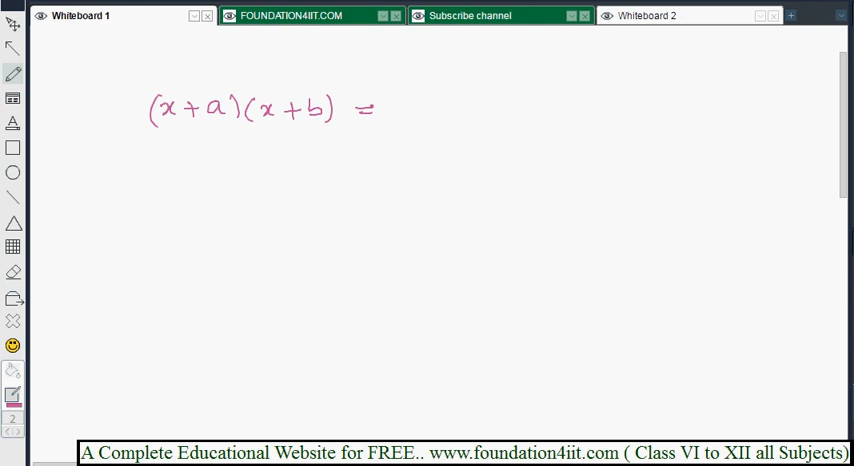 Whiteboard 1 FOUNDATION4IIT.COM Subscribe channel Whiteboard 2
(x + a)(x + b) =
2
A Complete Educational Website for FREE.. www.foundation4iit.com ( Class VI to XII all Subjects)